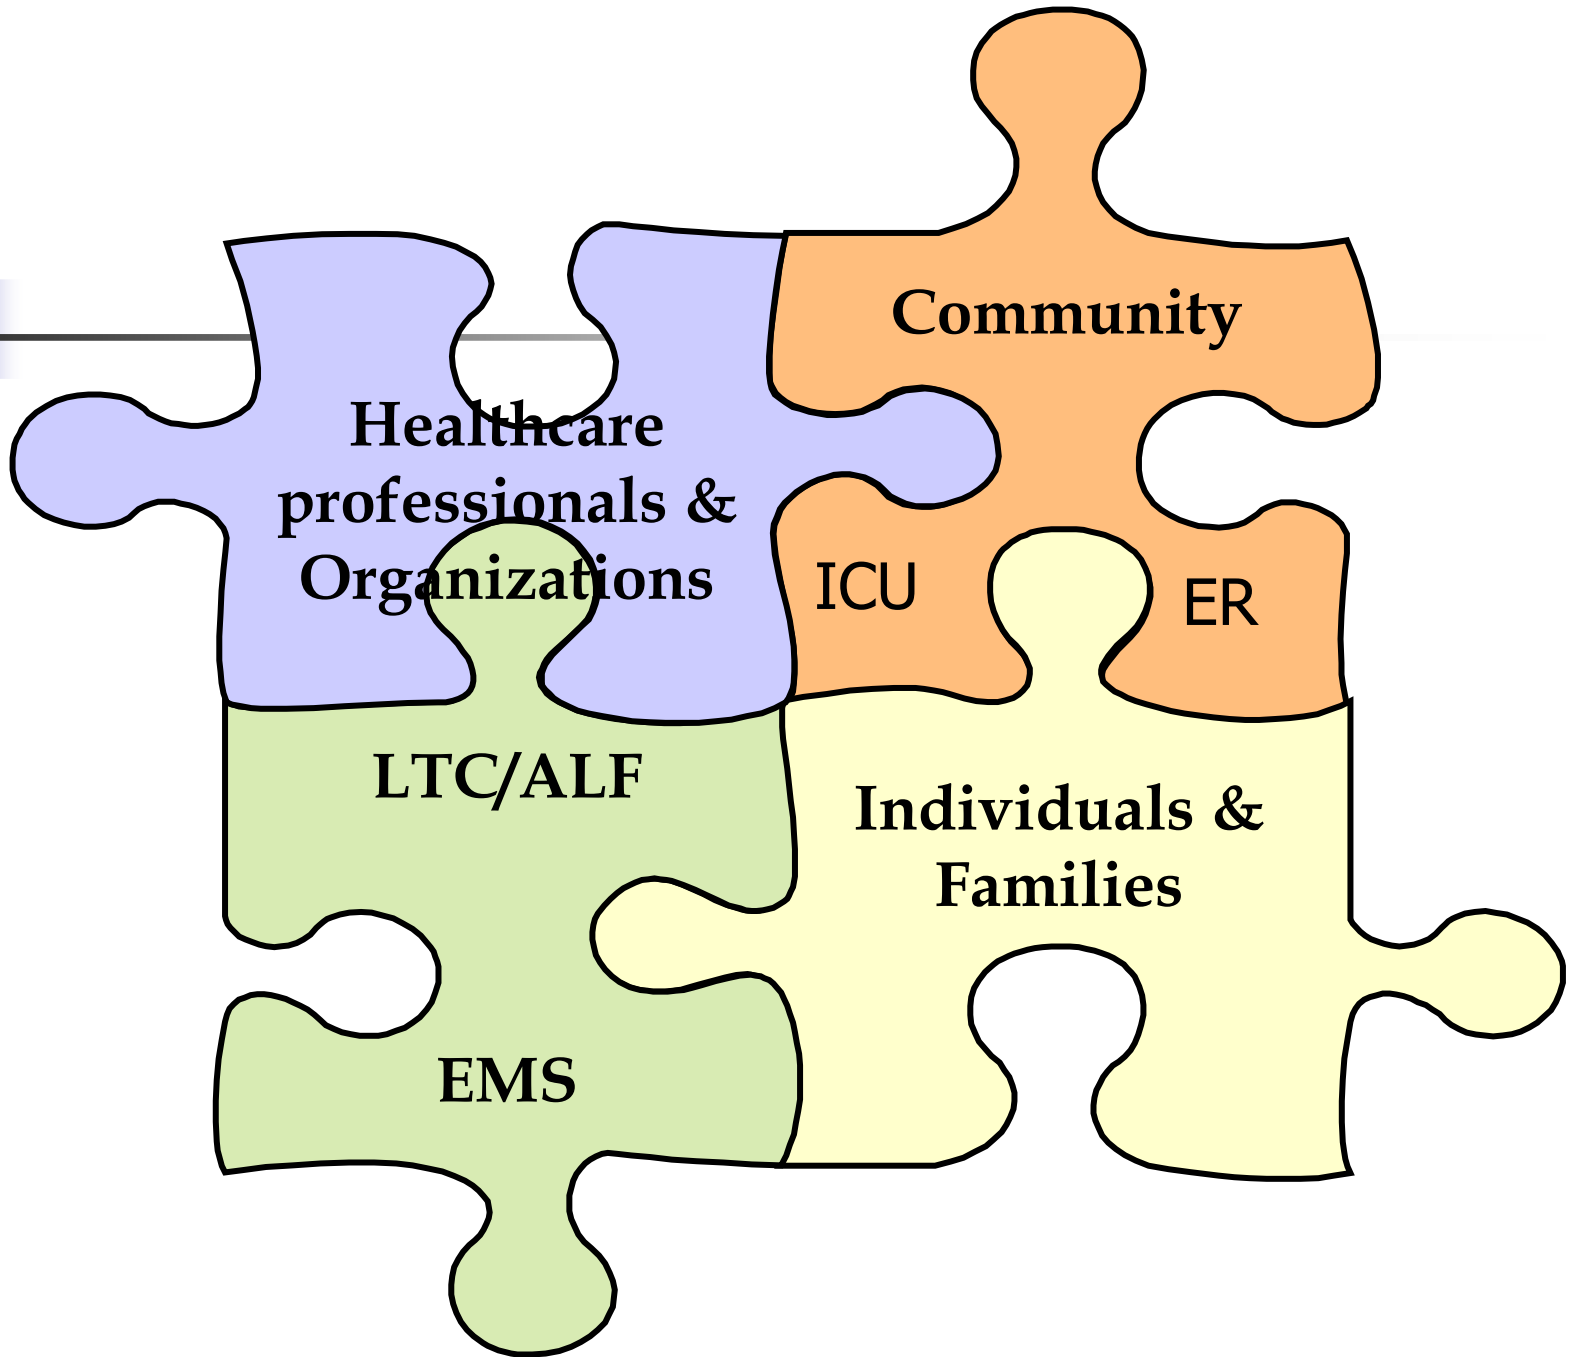 Community
Healthcare
professionals &
Organizations
ICU
ER
LTC/ALF
Individuals &
Families
EMS